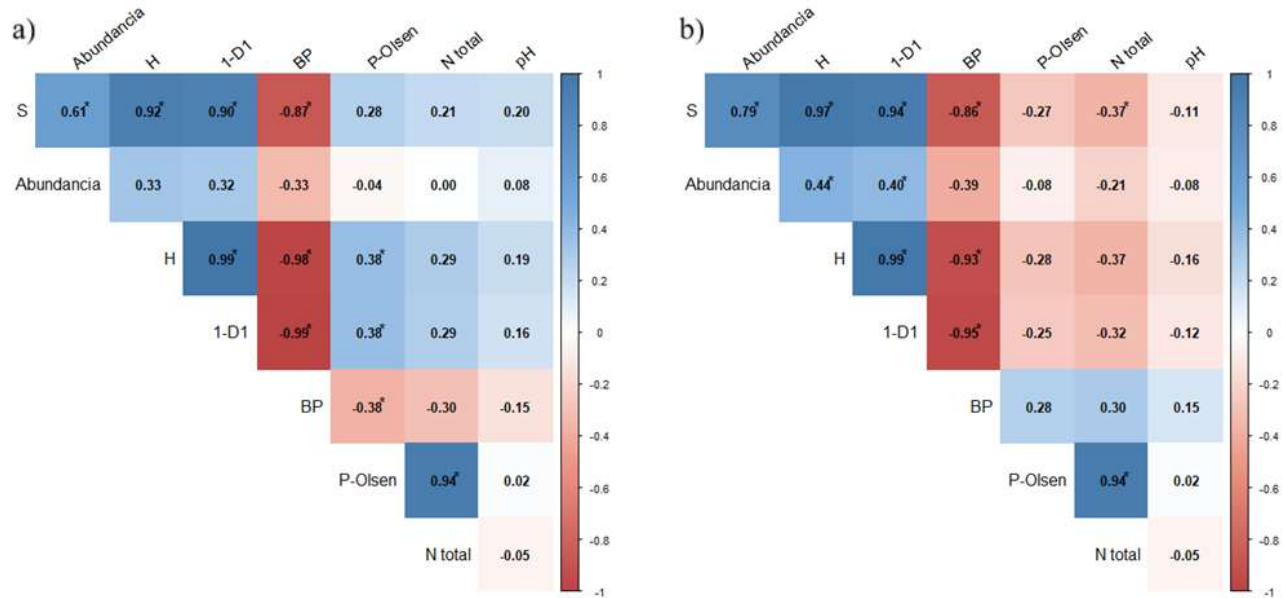 a)
Abundancia H 1-D1 BP P-Olsen N total pH
S 0.61* 0.92* 0.90* -0.87* 0.28 0.21 0.20
Abundancia 0.33 0.32 -0.33 -0.04 0.00 0.08
H 0.99* -0.98* 0.38* 0.29 0.19
1-D1 -0.99* 0.38* 0.29 0.16
BP -0.38* -0.30 -0.15
P-Olsen 0.94* 0.02
N total -0.05
1
0.8
0.6
0.4
0.2
0
-0.2
-0.4
-0.6
-0.8
-1
b)
Abundancia H 1-D1 BP P-Olsen N total pH
S 0.79* 0.97* 0.94* -0.86* -0.27 -0.37* -0.11
Abundancia 0.44* 0.40* -0.39 -0.08 -0.21 -0.08
H 0.99* -0.93* -0.28 -0.37 -0.16
1-D1 -0.95* -0.25 -0.32 -0.12
BP 0.28 0.30 0.15
P-Olsen 0.94* 0.02
N total -0.05
1
0.8
0.6
0.4
0.2
0
-0.2
-0.4
-0.6
-0.8
-1